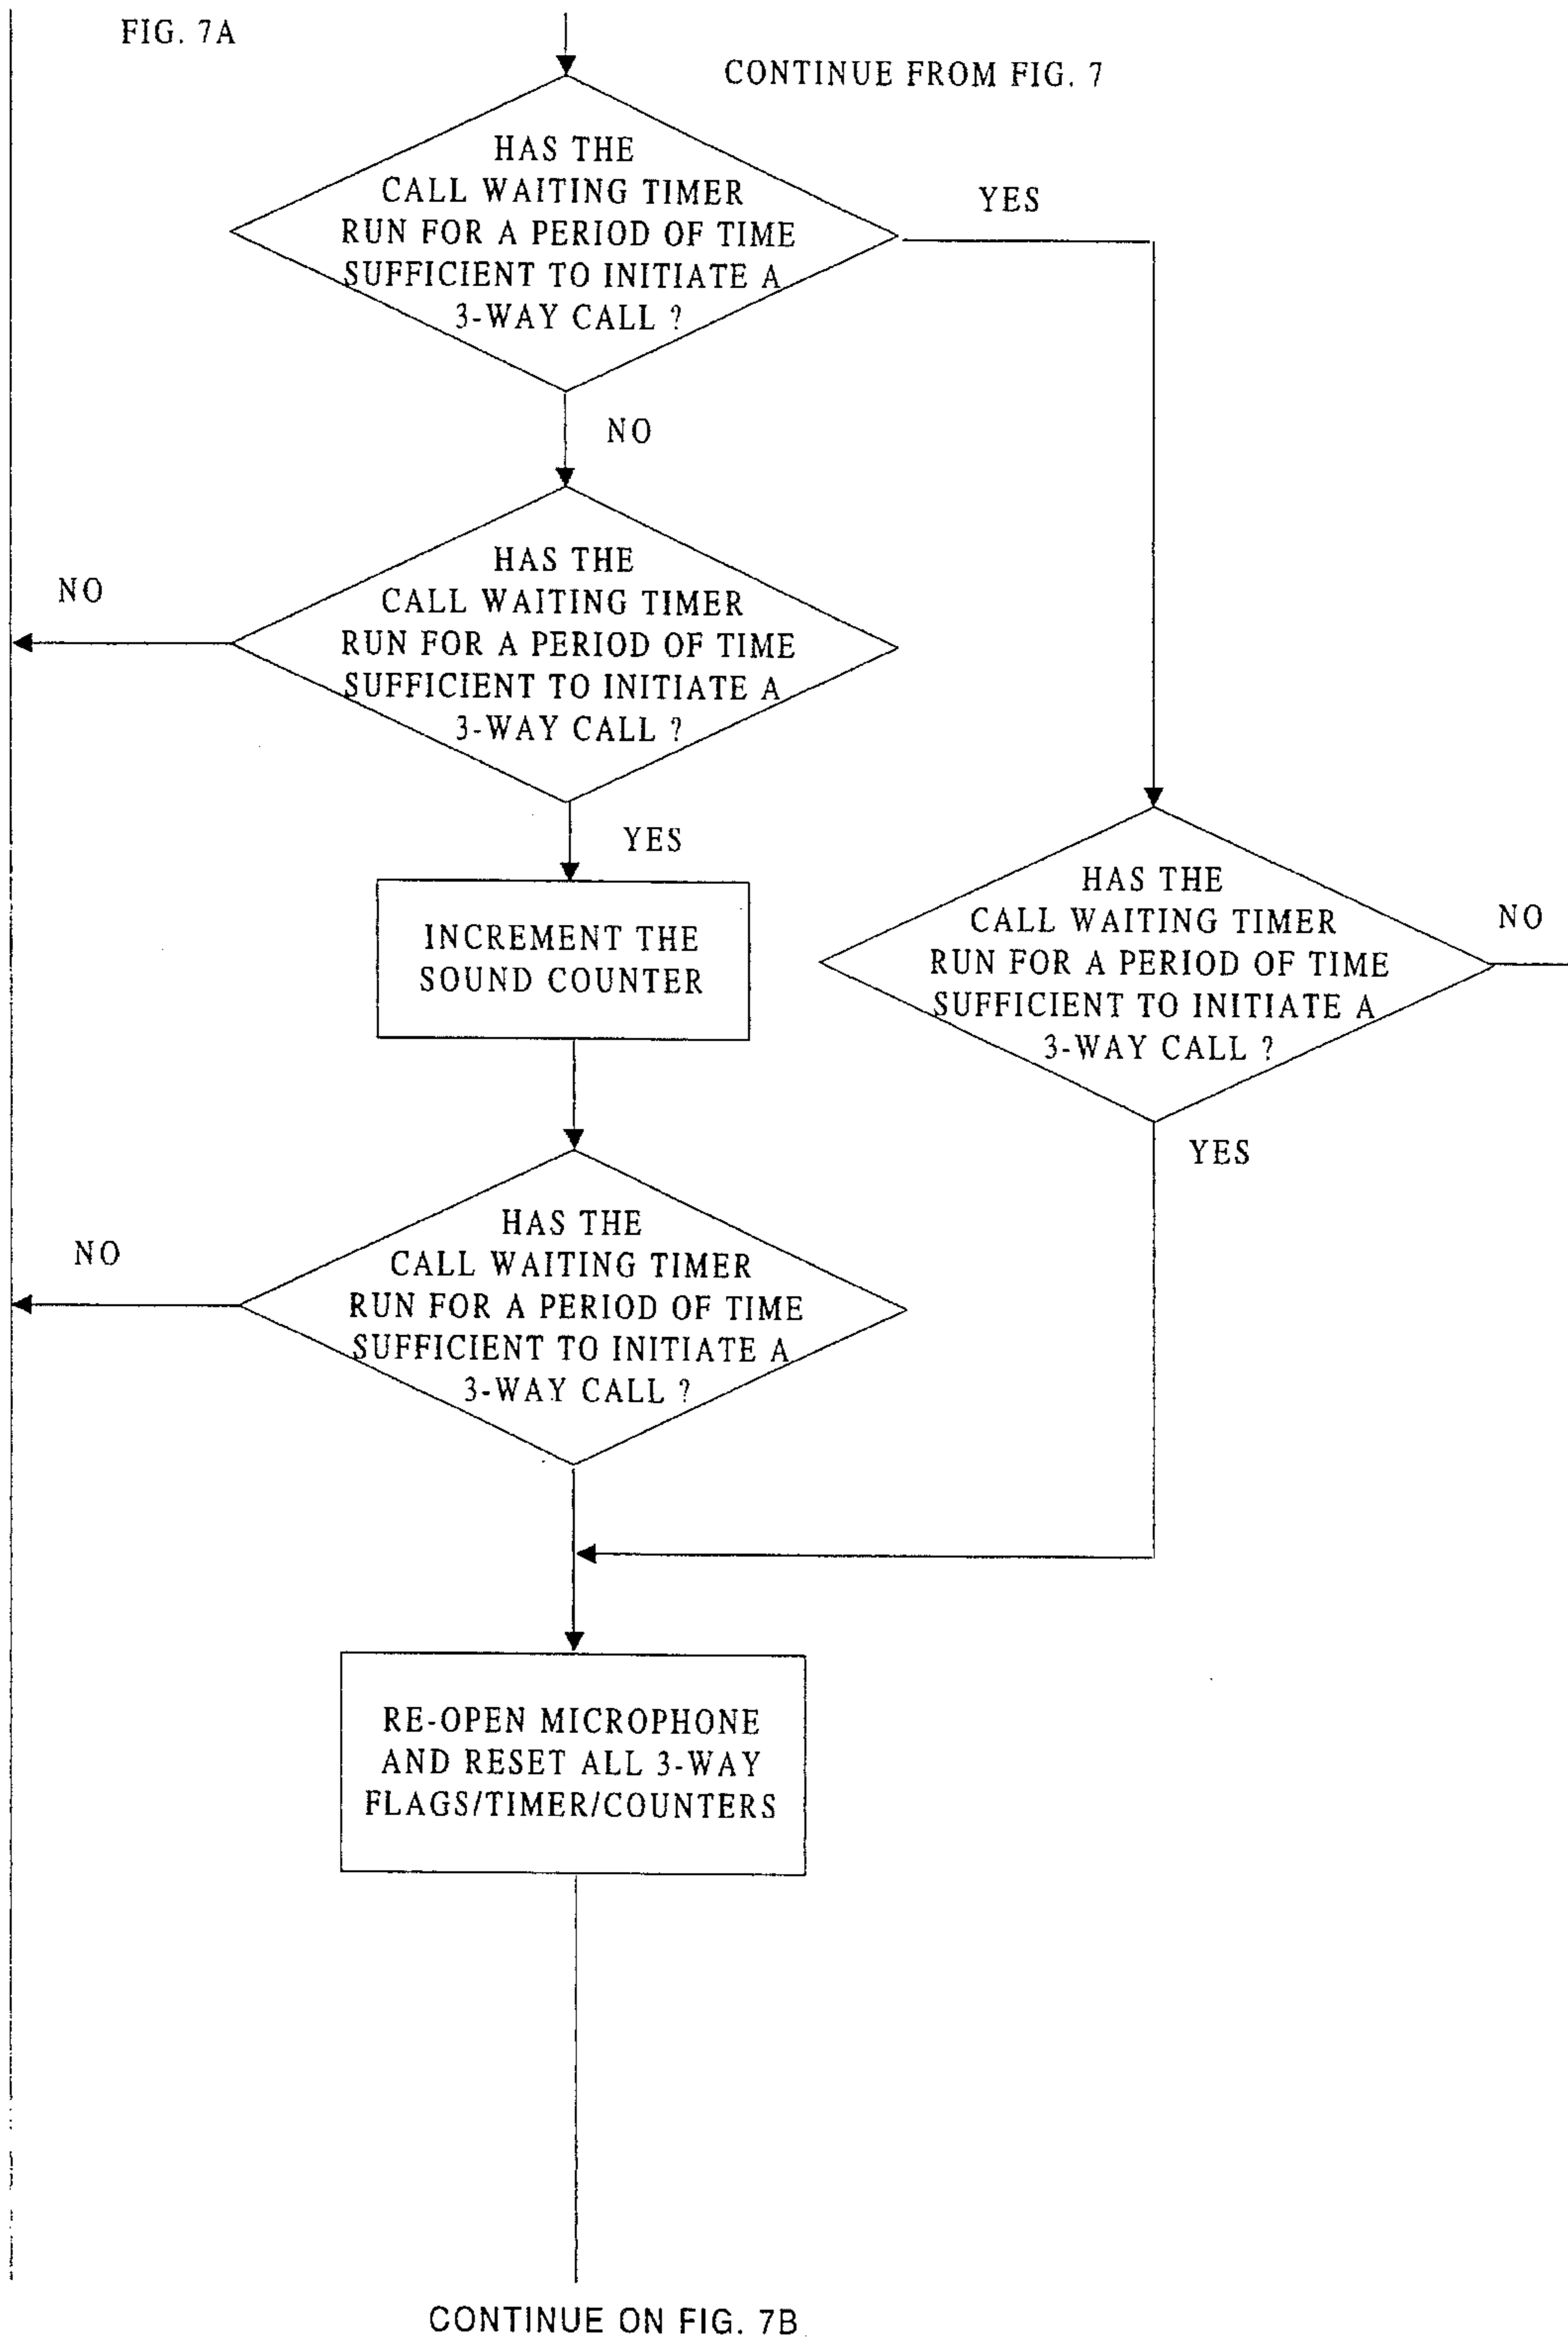 FIG. 7A
CONTINUE FROM FIG. 7
HAS THE
CALL WAITING TIMER
RUN FOR A PERIOD OF TIME
SUFFICIENT TO INITIATE A
3-WAY CALL ?
YES
NO
HAS THE
CALL WAITING TIMER
RUN FOR A PERIOD OF TIME
SUFFICIENT TO INITIATE A
3-WAY CALL ?
NO
YES
INCREMENT THE
SOUND COUNTER
HAS THE
CALL WAITING TIMER
RUN FOR A PERIOD OF TIME
SUFFICIENT TO INITIATE A
3-WAY CALL ?
NO
YES
HAS THE
CALL WAITING TIMER
RUN FOR A PERIOD OF TIME
SUFFICIENT TO INITIATE A
3-WAY CALL ?
NO
RE-OPEN MICROPHONE
AND RESET ALL 3-WAY
FLAGS/TIMER/COUNTERS
CONTINUE ON FIG. 7B